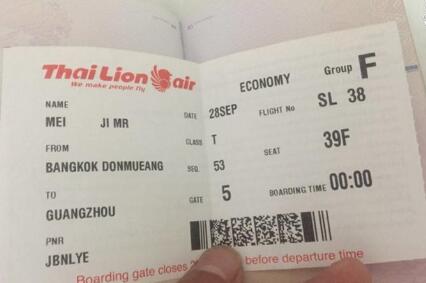 Thai Lion air
We make people fly
ECONOMY Group F
NAME DATE 28SEP FLIGHT No SL 38
MEI JI MR
CLASS T SEAT 39F
FROM
BANGKOK DONMUEANG SEQ. 53
TO GATE 5 BOARDING TIME 00:00
GUANGZHOU
PNR
JBNLYE
Boarding gate closes before departure time